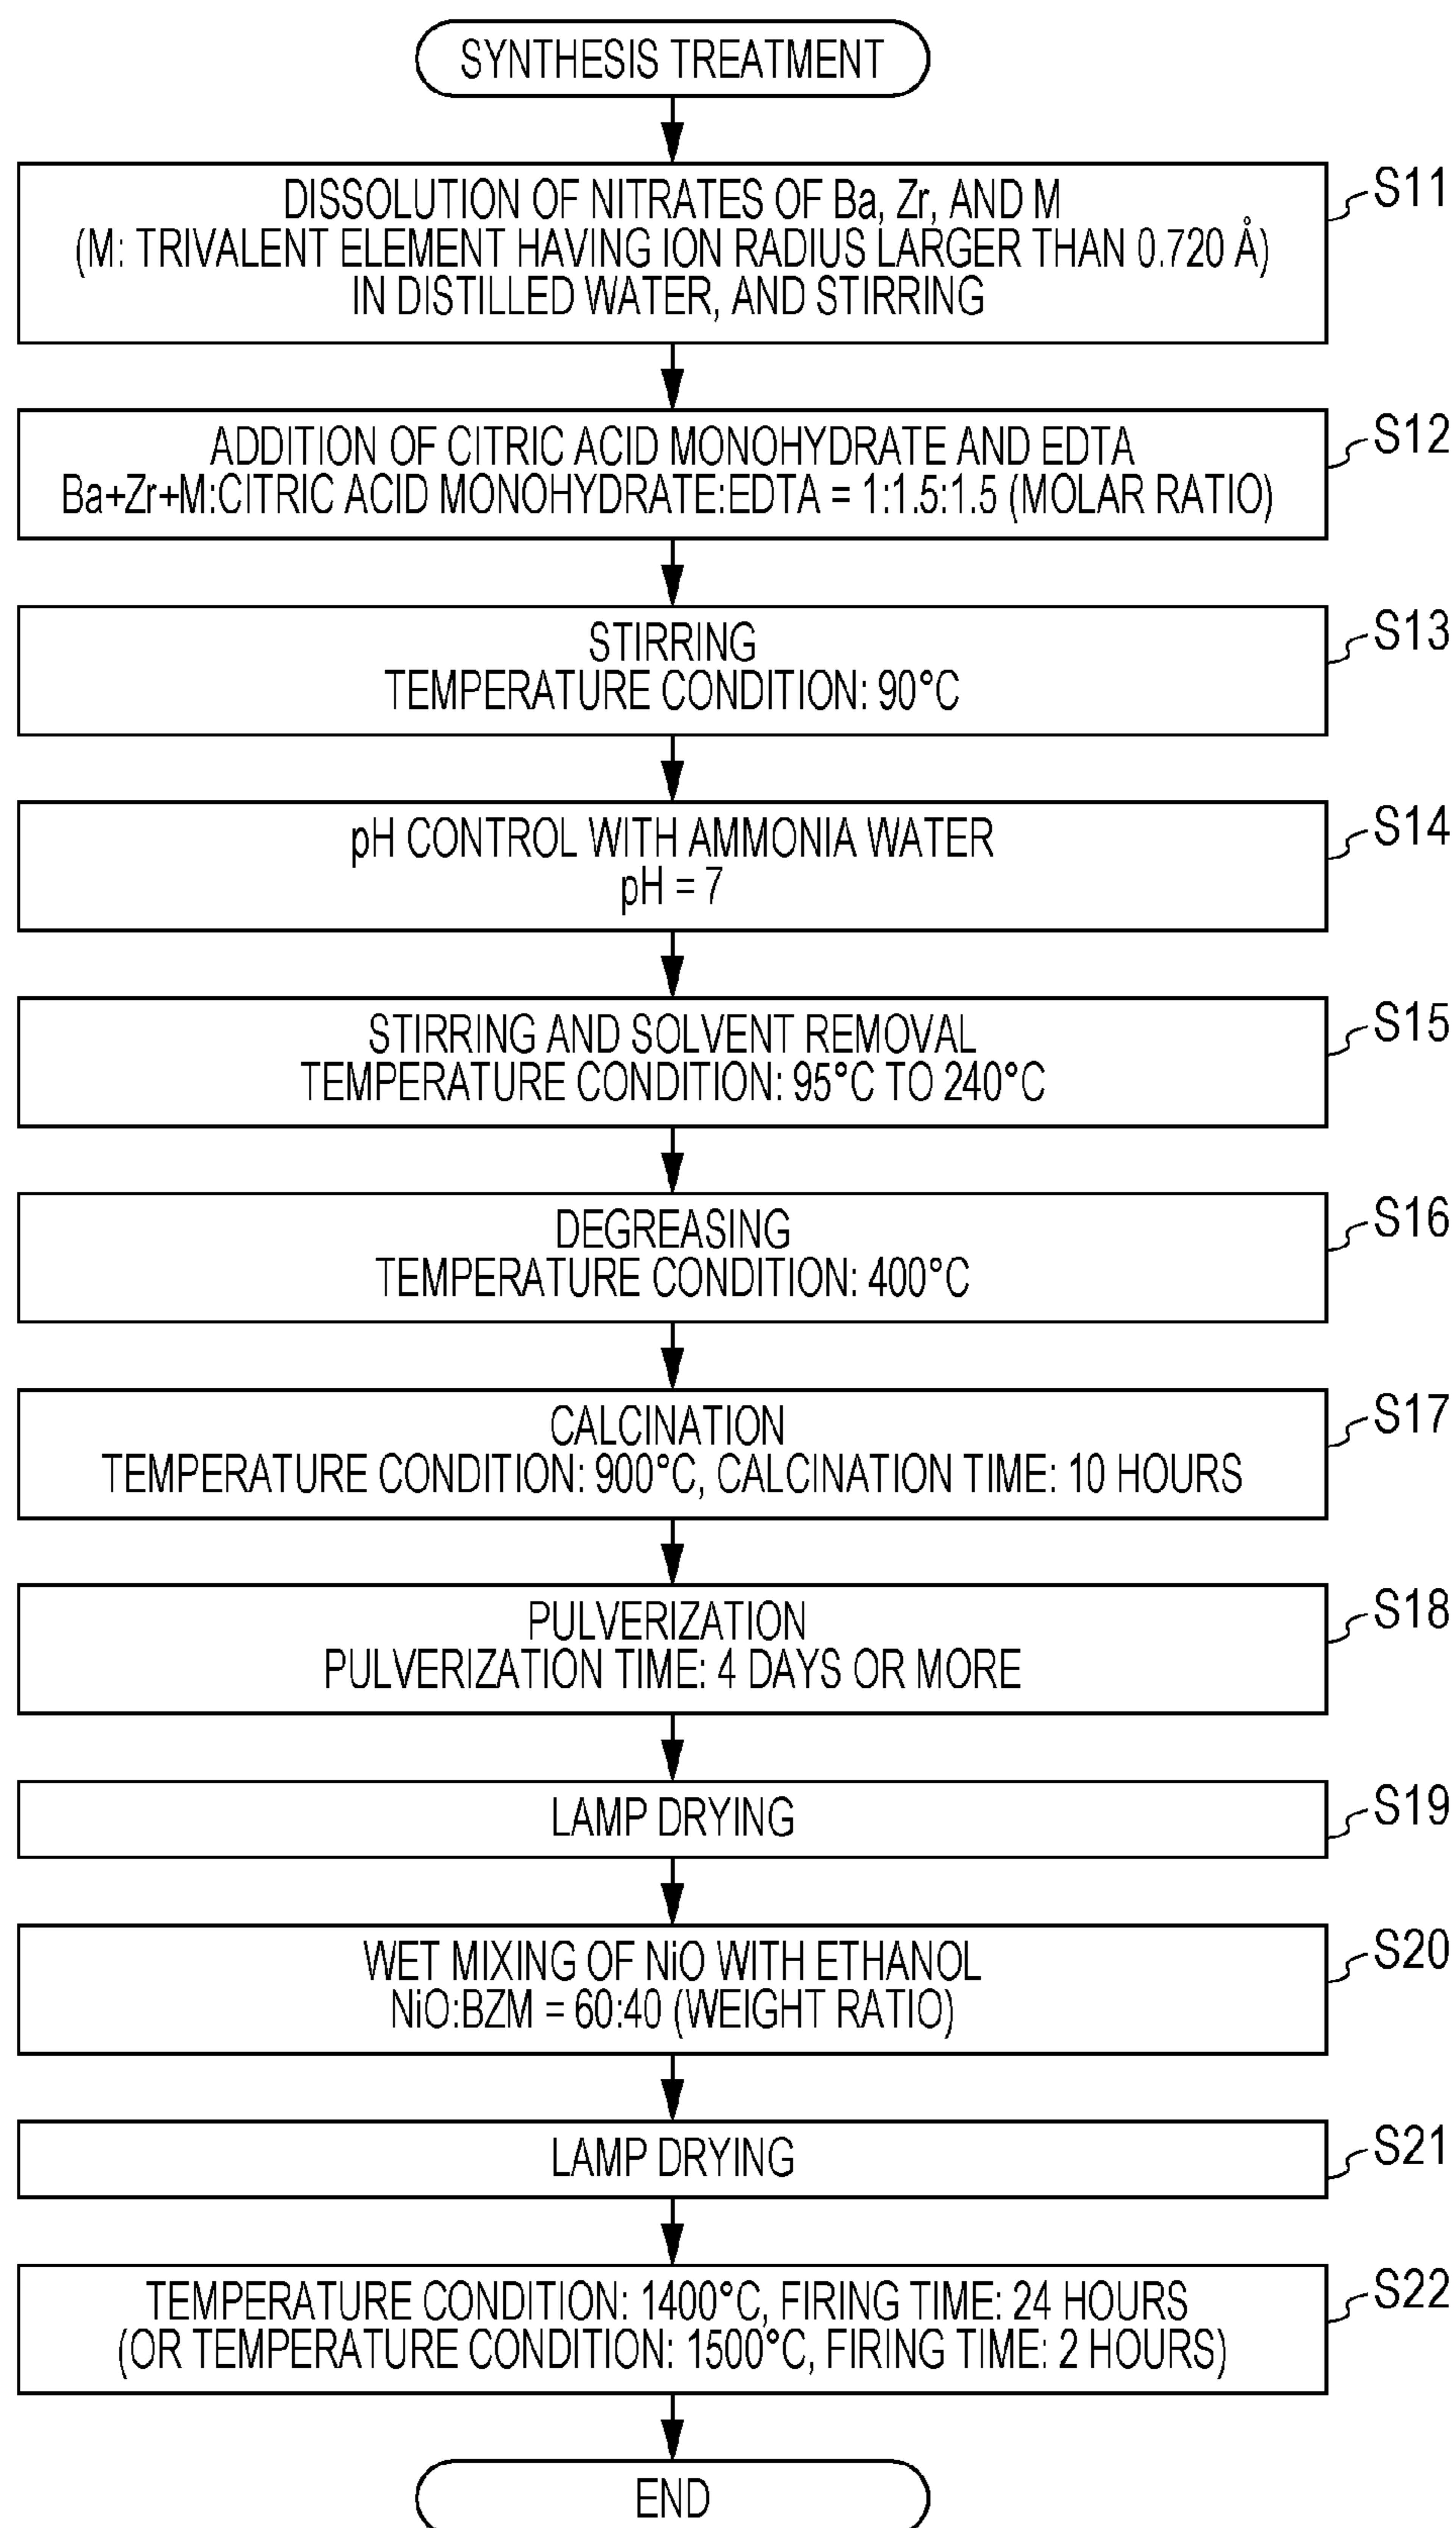 SYNTHESIS TREATMENT
DISSOLUTION OF NITRATES OF Ba, Zr, AND M
(M: TRIVALENT ELEMENT HAVING ION RADIUS LARGER THAN 0.720 Å)
IN DISTILLED WATER, AND STIRRING
S11
ADDITION OF CITRIC ACID MONOHYDRATE AND EDTA
Ba+Zr+M:CITRIC ACID MONOHYDRATE:EDTA = 1:1.5:1.5 (MOLAR RATIO)
S12
STIRRING
TEMPERATURE CONDITION: 90°C
S13
pH CONTROL WITH AMMONIA WATER
pH = 7
S14
STIRRING AND SOLVENT REMOVAL
TEMPERATURE CONDITION: 95°C TO 240°C
S15
DEGREASING
TEMPERATURE CONDITION: 400°C
S16
CALCINATION
TEMPERATURE CONDITION: 900°C, CALCINATION TIME: 10 HOURS
S17
PULVERIZATION
PULVERIZATION TIME: 4 DAYS OR MORE
S18
LAMP DRYING
S19
WET MIXING OF NiO WITH ETHANOL
NiO:BZM = 60:40 (WEIGHT RATIO)
S20
LAMP DRYING
S21
TEMPERATURE CONDITION: 1400°C, FIRING TIME: 24 HOURS
(OR TEMPERATURE CONDITION: 1500°C, FIRING TIME: 2 HOURS)
S22
END